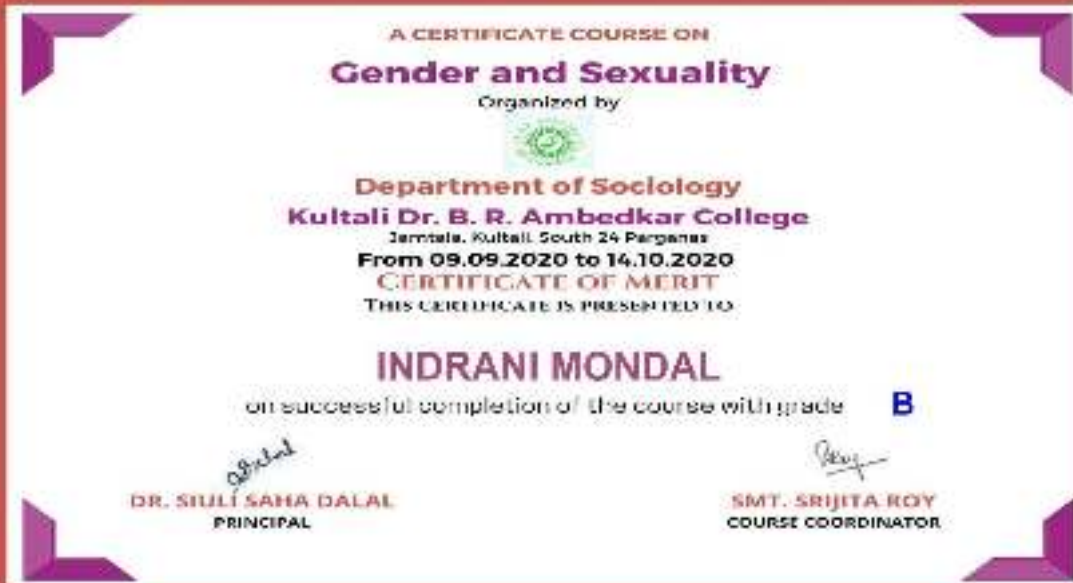 A CERTIFICATE COURSE ON
Gender and Sexuality
Organized by
Department of Sociology
Kultali Dr. B. R. Ambedkar College
Jamtala, Kultali, South 24 Parganas
From 09.09.2020 to 14.10.2020
CERTIFICATE OF MERIT
THIS CERTIFICATE IS PRESENTED TO
INDRANI MONDAL
on successful completion of the course with grade B
DR. SIULI SAHA DALAL
PRINCIPAL
SMT. SRIJITA ROY
COURSE COORDINATOR